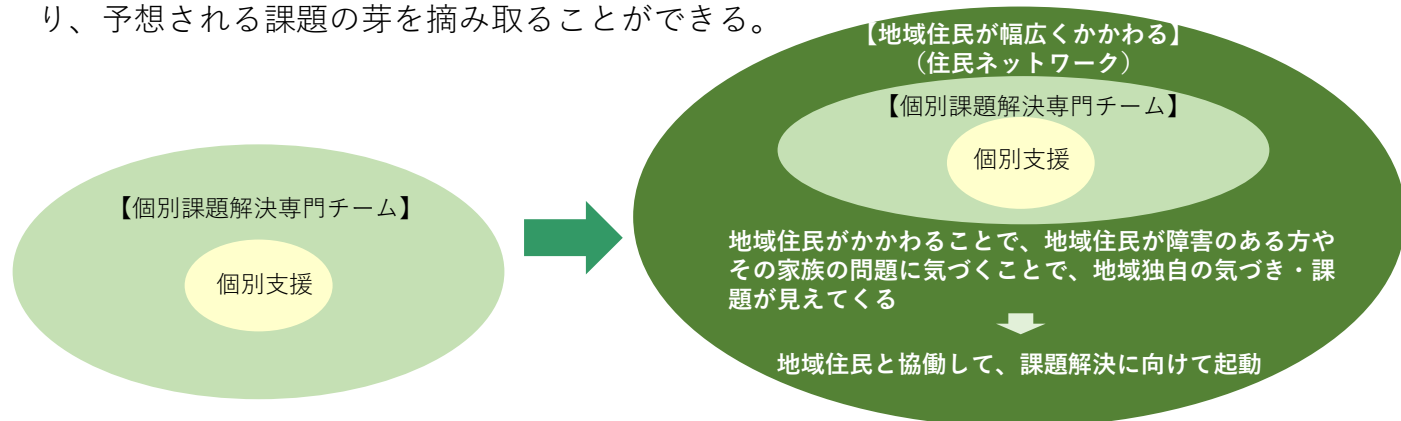 り、予想される課題の芽を摘み取ることができる。
【個別課題解決専門チーム】
個別支援
【地域住民が幅広くかかわる】
（住民ネットワーク）
【個別課題解決専門チーム】
個別支援
地域住民がかかわることで、地域住民が障害のある方や
その家族の問題に気づくことで、地域独自の気づき・課
題が見えてくる
地域住民と協働して、課題解決に向けて起動